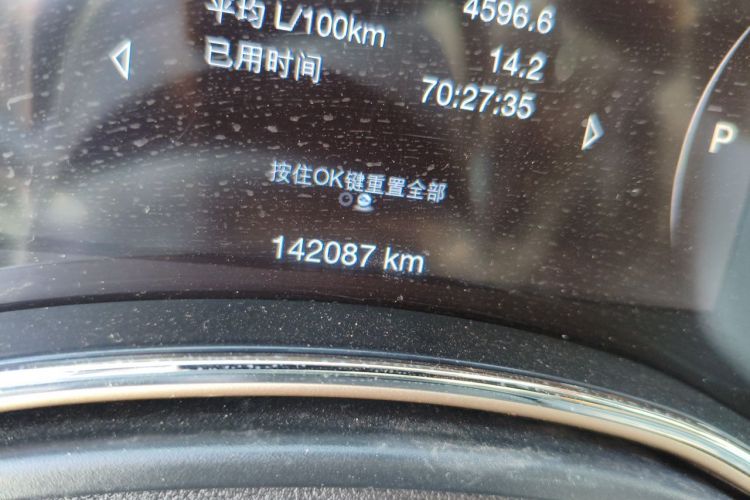 4596.6
平均 L/100km 14.2
已用时间 70:27:35
P
按住OK键重置全部
142087 km